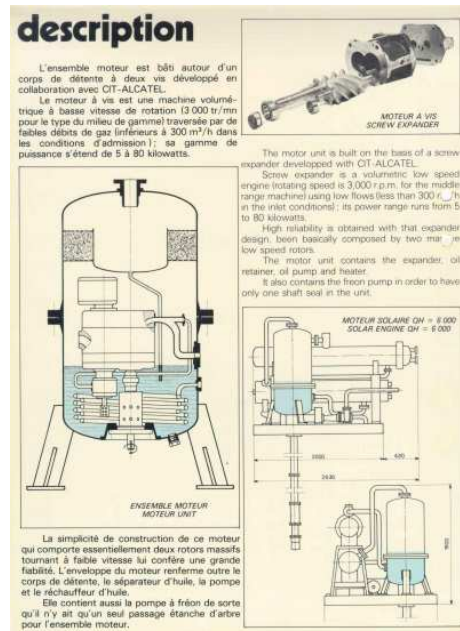 description
L'ensemble moteur est bâti autour d'un
corps de détente à deux vis développé en
collaboration avec CIT-ALCATEL.
Le moteur à vis est une machine volumé-
trique à basse vitesse de rotation (3 000 tr/mn
pour le type du milieu de gamme) traversée par de
faibles débits de gaz (inférieurs à 300 m³/h dans
les conditions d'admission) ; sa gamme de
puissance s'étend de 5 à 80 kilowatts.
MOTEUR A VIS
SCREW EXPANDER
The motor unit is built on the basis of a screw
expander developped with CIT-ALCATEL.
Screw expander is a volumetric low speed
engine (rotating speed is 3,000 r.p.m. for the middle
range machine) using low flows (less than 300
in the inlet conditions) ; its power range runs from 5
to 80 kilowatts.
High reliability is obtained with that expander
design, been basically composed by two
low speed rotors.
The motor unit contains the expander, oil
retainer, oil pump and heater.
It also contains the freon pump in order to have
only one shaft seal in the unit.
ENSEMBLE MOTEUR
MOTOR UNIT
MOTEUR SOLAIRE QH = 6 000
SOLAR ENGINE QH = 6 000
La simplicité de construction de ce moteur
qui comporte essentiellement deux rotors massifs
tournant à faible vitesse lui confère une grande
fiabilité. L'enveloppe du moteur renferme outre le
corps de détente, le séparateur d'huile, la pompe
et le réchauffeur d'huile.
Elle contient aussi la pompe à fréon de sorte
qu'il n'y ait qu'un seul passage étanche d'arbre
pour l'ensemble moteur.